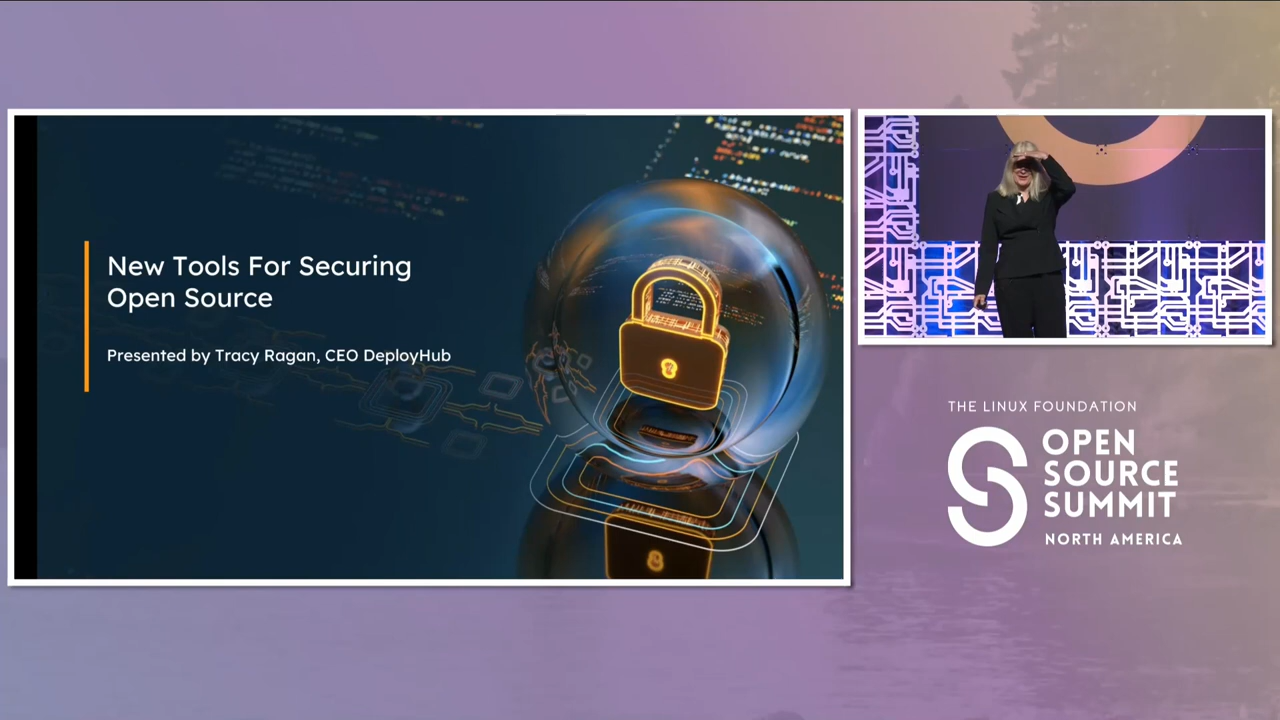 New Tools For Securing
Open Source
Presented by Tracy Ragan, CEO DeployHub
THE LINUX FOUNDATION
OPEN
SOURCE
SUMMIT
NORTH AMERICA